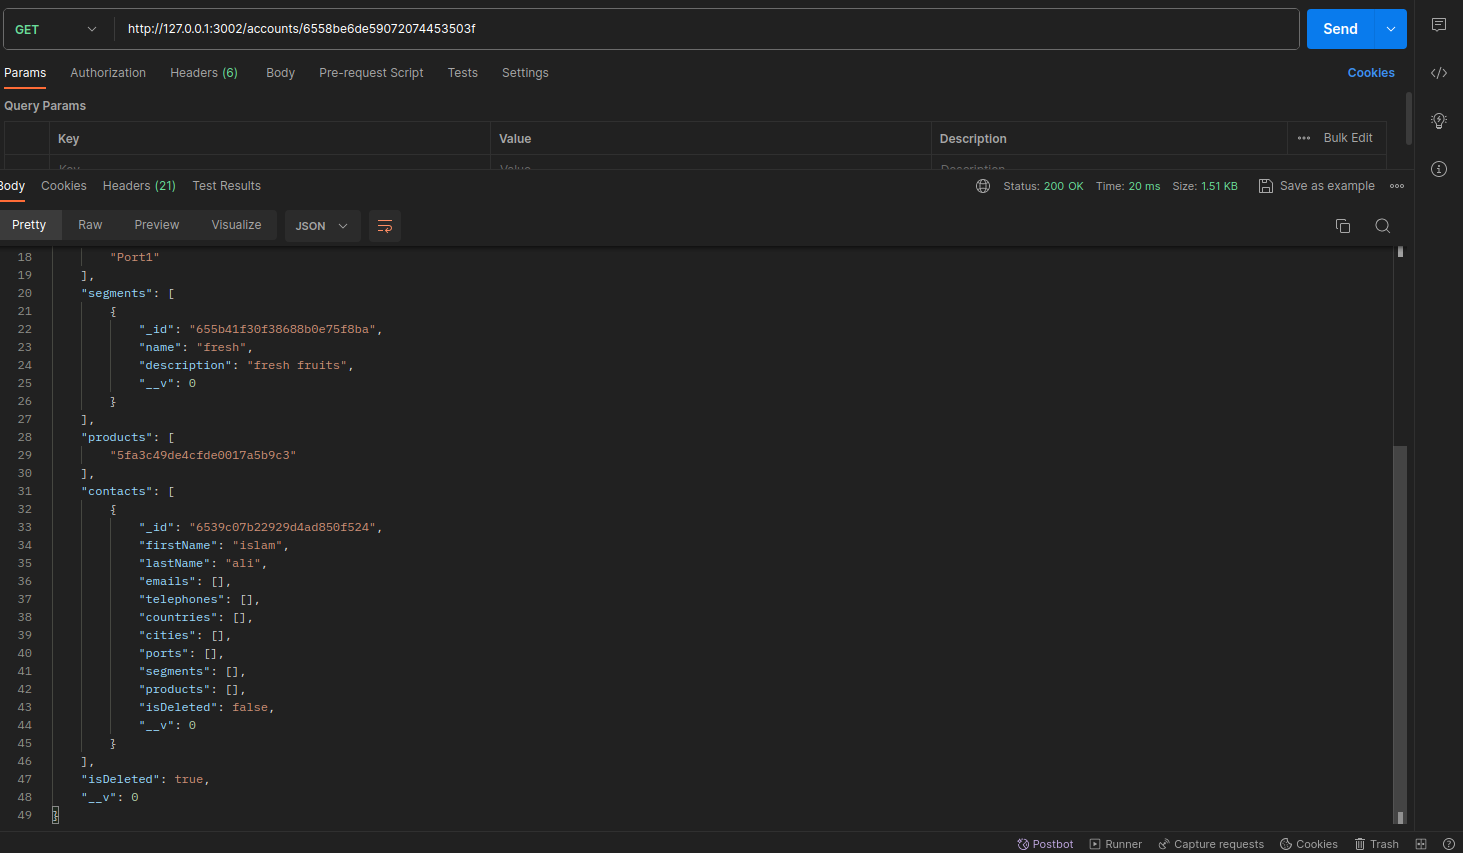 GET http://127.0.0.1:3002/accounts/6558be6de59072074453503f Send
Params Authorization Headers (6) Body Pre-request Script Tests Settings Cookies
Query Params
Key Value Description Bulk Edit
Key Value Description
Body Cookies Headers (21) Test Results Status: 200 OK Time: 20 ms Size: 1.51 KB Save as example
Pretty Raw Preview Visualize JSON
18 "Port1"
19 ],
20 "segments": [
21 {
22 "_id": "655b41f30f38688b0e75f8ba",
23 "name": "fresh",
24 "description": "fresh fruits",
25 "__v": 0
26 }
27 ],
28 "products": [
29 "5fa3c49de4cfde0017a5b9c3"
30 ],
31 "contacts": [
32 {
33 "_id": "6539c07b22929d4ad850f524",
34 "firstName": "islam",
35 "lastName": "ali",
36 "emails": [],
37 "telephones": [],
38 "countries": [],
39 "cities": [],
40 "ports": [],
41 "segments": [],
42 "products": [],
43 "isDeleted": false,
44 "__v": 0
45 }
46 ],
47 "isDeleted": true,
48 "__v": 0
49 }
Postbot Runner Capture requests Cookies Trash